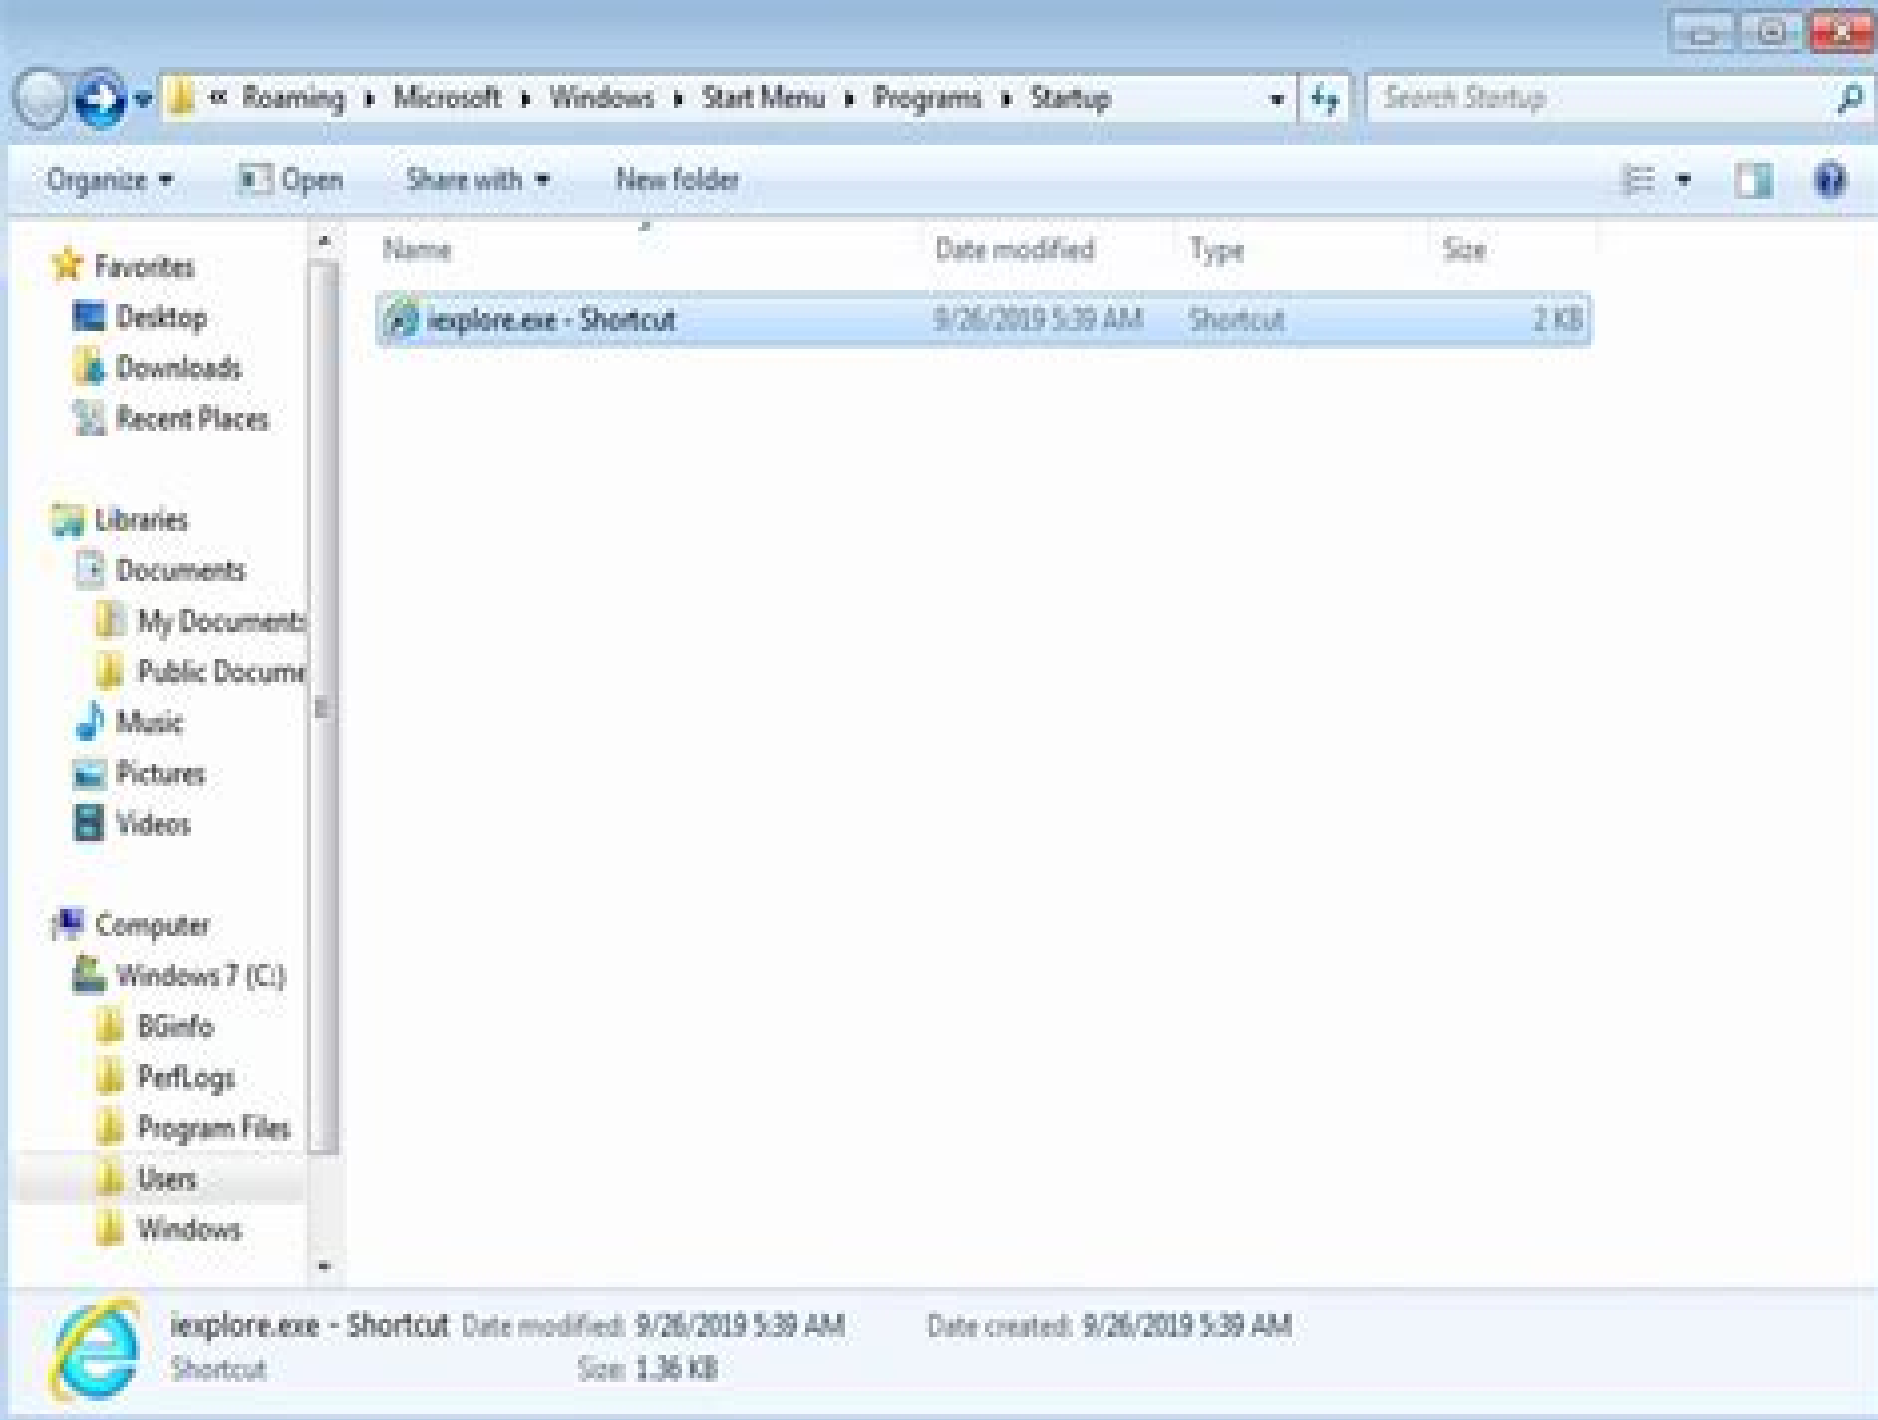 « Roaming ▸ Microsoft ▸ Windows ▸ Start Menu ▸ Programs ▸ Startup
Search Startup
Organize Open Share with New folder
Name Date modified Type Size
iexplore.exe - Shortcut 9/26/2019 5:39 AM Shortcut 2 KB
Favorites
Desktop
Downloads
Recent Places
Libraries
Documents
My Documents
Public Docume
Music
Pictures
Videos
Computer
Windows 7 (C:)
BGinfo
PerfLogs
Program Files
Users
Windows
iexplore.exe - Shortcut Date modified: 9/26/2019 5:39 AM Date created: 9/26/2019 5:39 AM
Shortcut Size: 1.36 KB